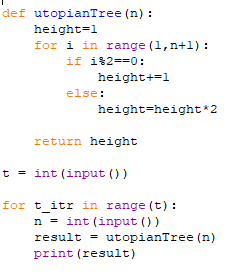 def utopianTree(n):
    height=1
    for i in range(1,n+1):
        if i%2==0:
            height+=1
        else:
            height=height*2

    return height

t = int(input())

for t_itr in range(t):
    n = int(input())
    result = utopianTree(n)
    print(result)